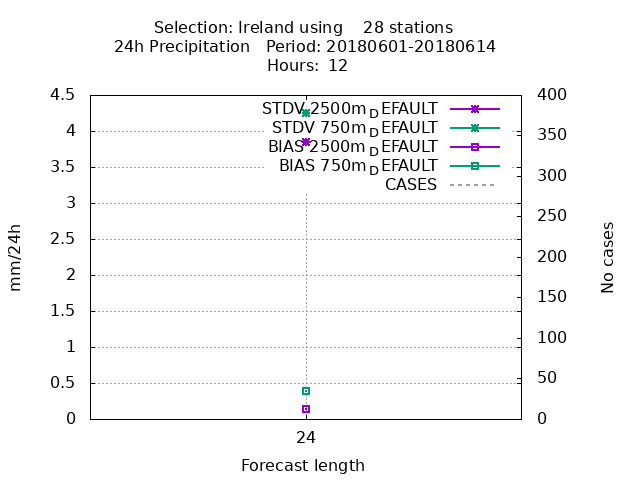 Selection: Ireland using    28 stations
24h Precipitation   Period: 20180601-20180614
Hours:  12
4.5
4
3.5
3
2.5
2
1.5
1
0.5
0
400
350
300
250
200
150
100
50
0
STDV 2500m_DEFAULT
STDV 750m_DEFAULT
BIAS 2500m_DEFAULT
BIAS 750m_DEFAULT
CASES
mm/24h
No cases
24
Forecast length